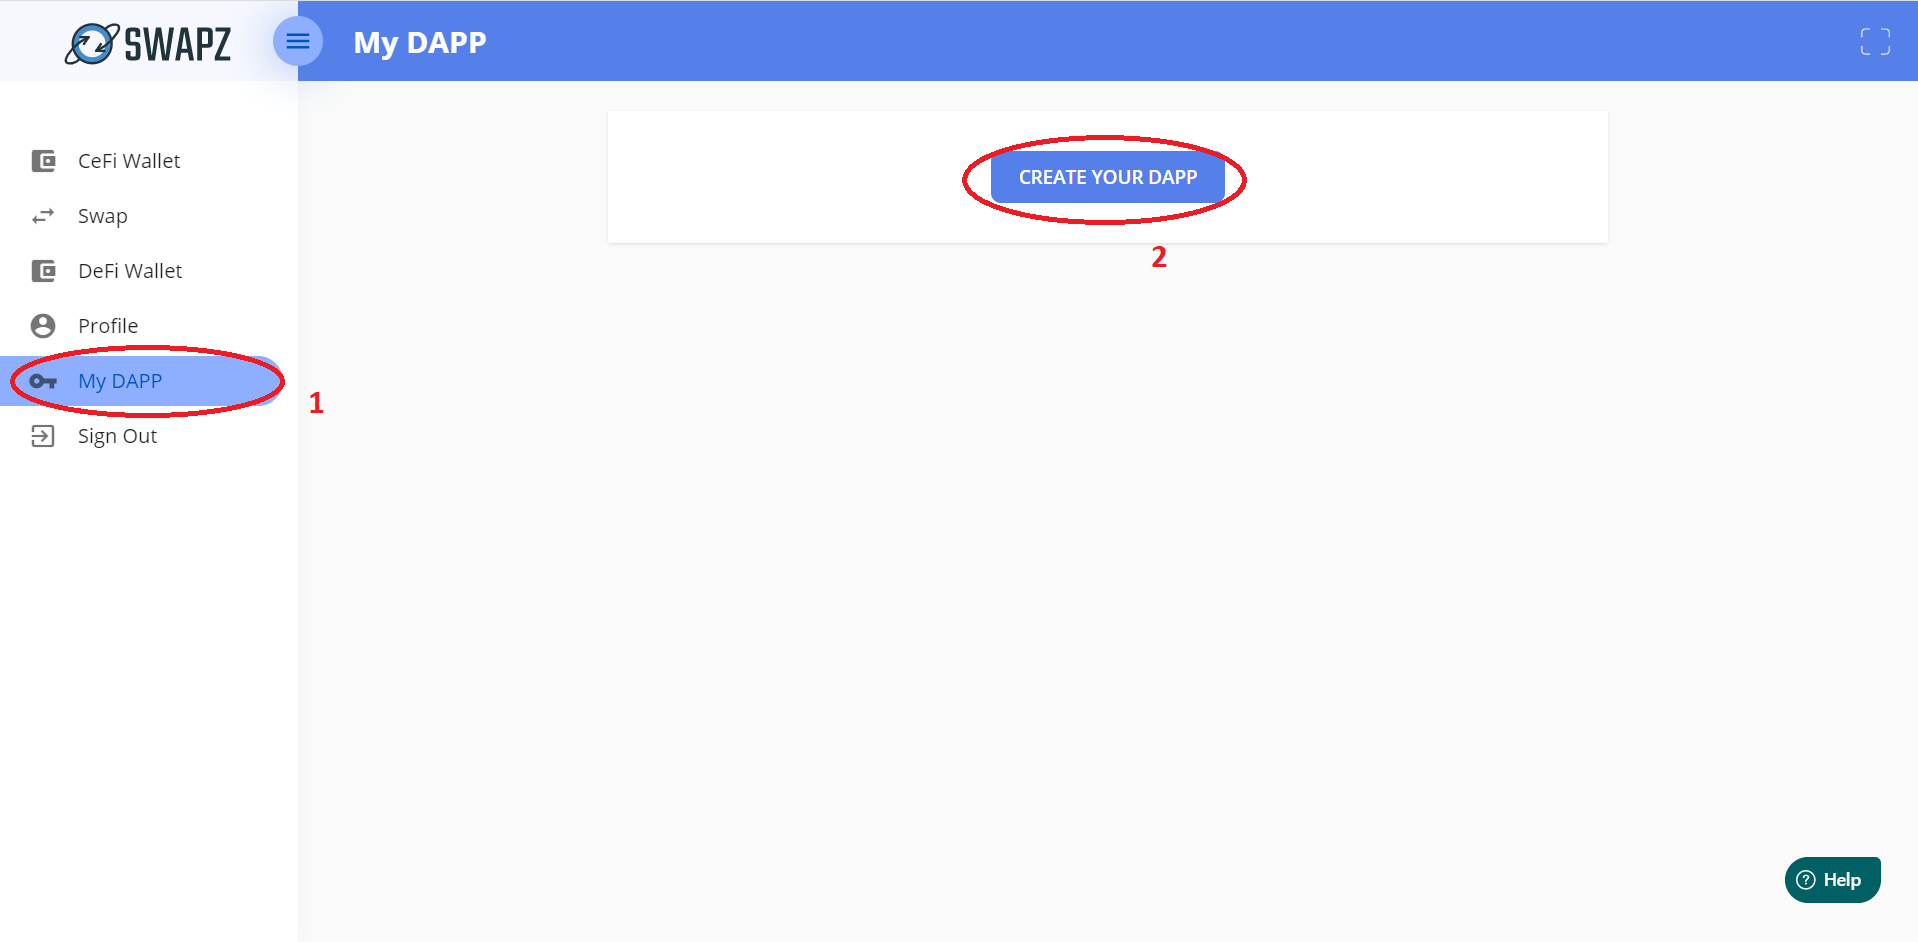 SWAPZ
My DAPP
CeFi Wallet
Swap
DeFi Wallet
Profile
My DAPP
1
Sign Out
CREATE YOUR DAPP
2
Help